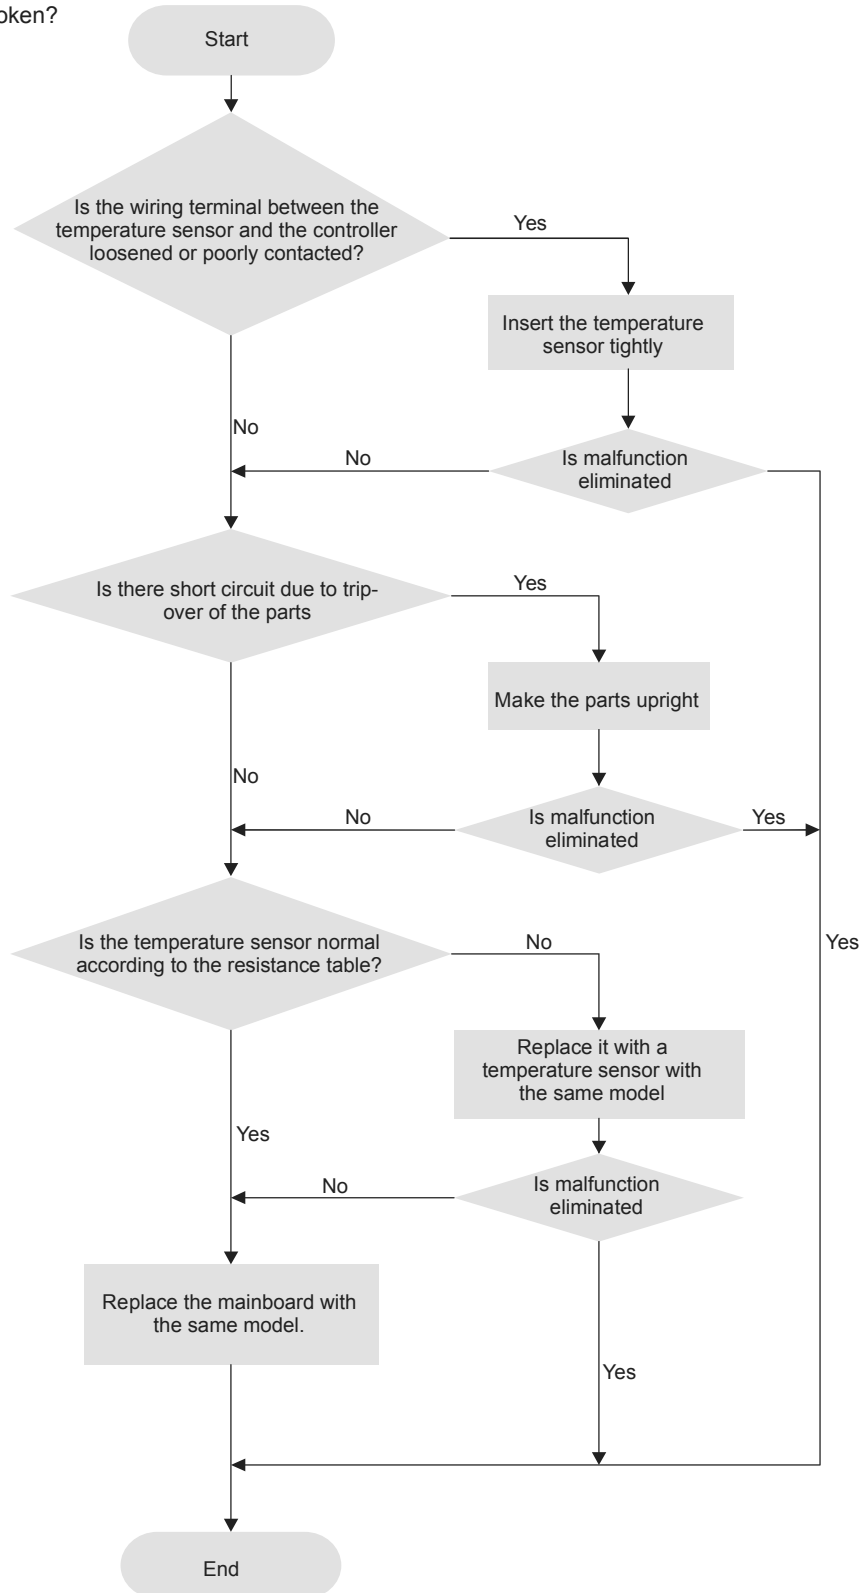 oken?
Start
Is the wiring terminal between the
temperature sensor and the controller
loosened or poorly contacted?
Yes
Insert the temperature
sensor tightly
No
No
Is malfunction
eliminated
Is there short circuit due to trip-
over of the parts
Yes
Make the parts upright
No
No
Is malfunction
eliminated
Yes
Is the temperature sensor normal
according to the resistance table?
No
Yes
Replace it with a
temperature sensor with
the same model
Yes
No
Is malfunction
eliminated
Replace the mainboard with
the same model.
Yes
End